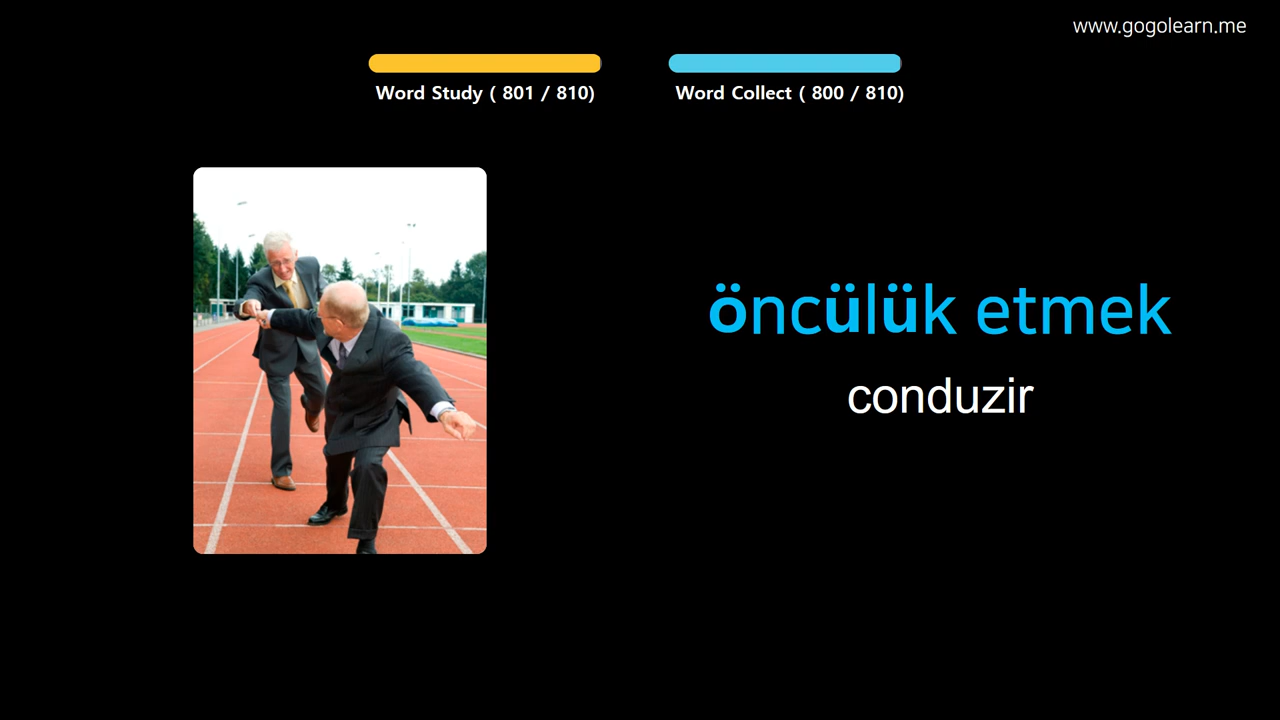 www.gogolearn.me
Word Study ( 801 / 810)
Word Collect ( 800 / 810)
öncülük etmek
conduzir